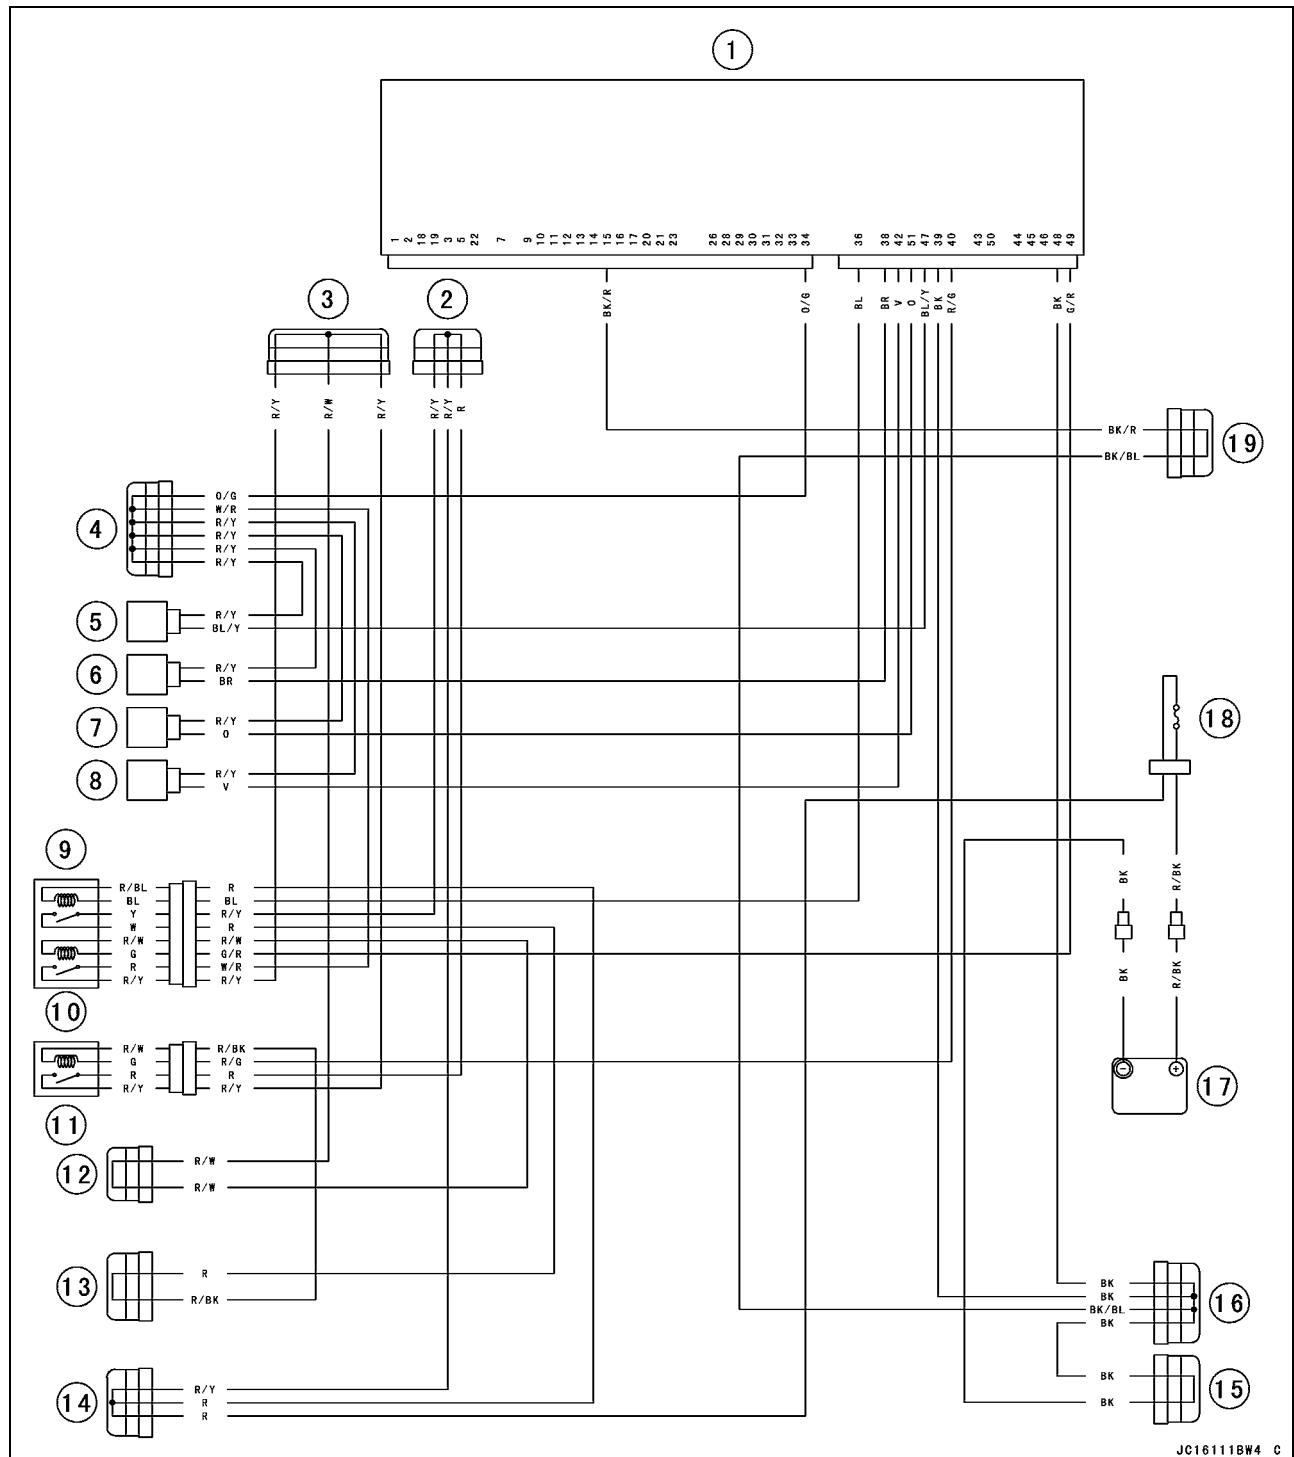 1
1 2 18 19 3 5 22 7 9 10 11 12 13 14 15 16 17 20 21 23 26 28 29 30 31 32 33 34 36 38 42 51 47 39 40 43 50 44 45 46 48 49
BK/R O/G BL BR V O BL/Y BK R/G BK G/R
3 2
R/Y R/W R/Y R/Y R/Y R
BK/R
19
BK/BL
4
O/G
W/R
R/Y
R/Y
R/Y
R/Y
5
R/Y
BL/Y
6
R/Y
BR
7
R/Y
O
18
8
R/Y
V
9
BK R/BK
R/BL R
BL BL
Y R/Y
W R
R/W R/W
G G/R
R W/R
R/Y R/Y
BK R/BK
10
R/W R/BK
G R/G
R R
R/Y R/Y
- +
17
11
12
R/W
R/W
13
R
R/BK
BK
BK
BK/BL
BK
16
14
R/Y
R
R
BK
BK
15
JC16111BW4 C